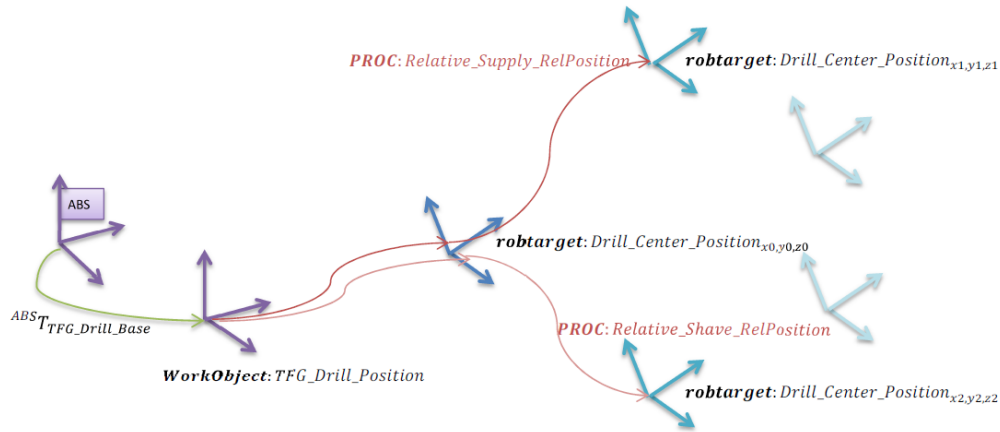 PROC: Relative_Supply_RelPosition
robtarget: Drill_Center_Position x1,y1,z1
ABS
robtarget: Drill_Center_Position x0,y0,z0
ABS T TFG_Drill_Base
PROC: Relative_Shave_RelPosition
WorkObject: TFG_Drill_Position
robtarget: Drill_Center_Position x2,y2,z2